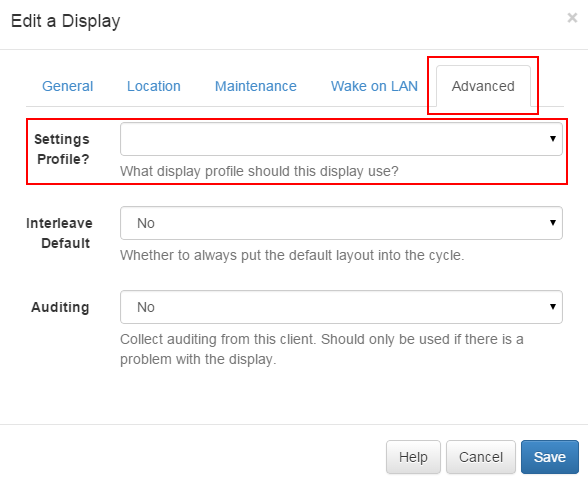 Edit a Display ×
General Location Maintenance Wake on LAN Advanced
Settings
Profile?
What display profile should this display use?
Interleave
Default
No
Whether to always put the default layout into the cycle.
Auditing
No
Collect auditing from this client. Should only be used if there is a
problem with the display.
Help Cancel Save